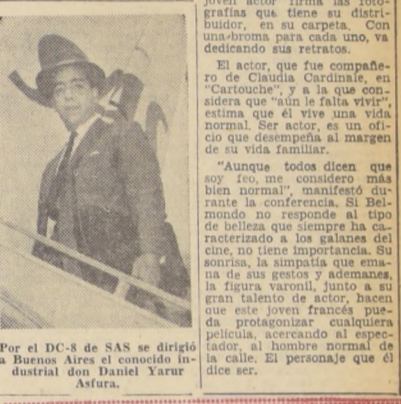 joven actor firma las foto-
grafías que tiene su distri-
buidor, en su carpeta. Con
una broma para cada uno, va
dedicando sus retratos.
El actor, que fue compañe-
ro de Claudia Cardinale, en
"Cartouche", y a la que con-
sidera que "aún le falta vivir",
estima que él vive una vida
normal. Ser actor, es un ofi-
cio que desempeña al margen
de su vida familiar.
"Aunque todos dicen que
soy feo, me considero más
bien normal", manifestó du-
rante la conferencia. Si Bel-
mondo no responde al tipo
de belleza que siempre ha ca-
racterizado a los galanes del
cine, no tiene importancia. Su
sonrisa, la simpatía que ema-
na de sus gestos y ademanes,
la figura varonil, junto a su
gran talento de actor, hacen
que este joven francés pue-
da protagonizar cualquiera
película, acercando al espec-
tador, al hombre normal de
la calle. El personaje que él
dice ser.
Por el DC-8 de SAS se dirigió
a Buenos Aires el conocido in-
dustrial don Daniel Yarur
Asfura.